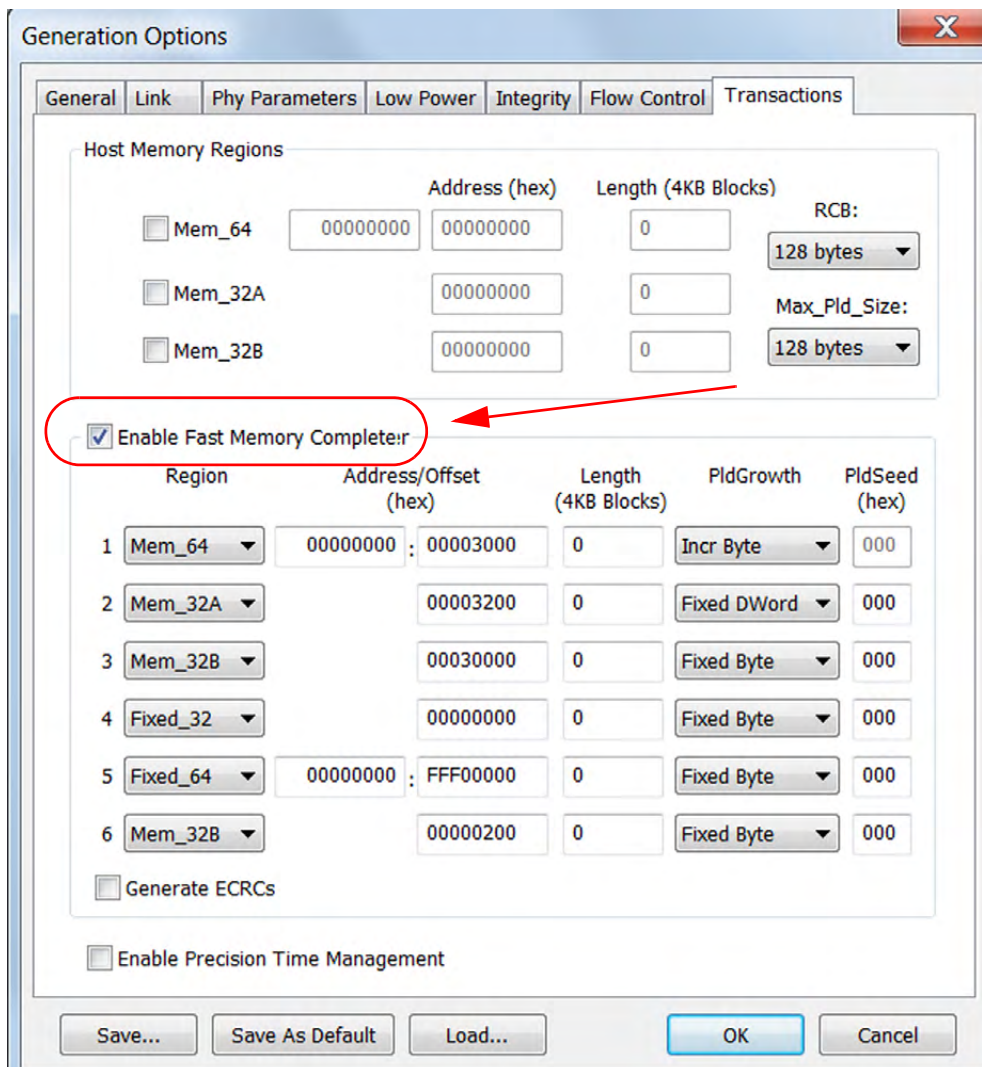 Generation Options
General Link Phy Parameters Low Power Integrity Flow Control Transactions
Host Memory Regions
Address (hex) Length (4KB Blocks)
RCB:
Mem_64 00000000 00000000 0
128 bytes
Mem_32A 00000000 0
Max_Pld_Size:
Mem_32B 00000000 0 128 bytes
Enable Fast Memory Completer
Region Address/Offset Length PldGrowth PldSeed
(hex) (4KB Blocks) (hex)
1 Mem_64 00000000 : 00003000 0 Incr Byte 000
2 Mem_32A 00003200 0 Fixed DWord 000
3 Mem_32B 00030000 0 Fixed Byte 000
4 Fixed_32 00000000 0 Fixed Byte 000
5 Fixed_64 00000000 : FFF00000 0 Fixed Byte 000
6 Mem_32B 00000200 0 Fixed Byte 000
Generate ECRCs
Enable Precision Time Management
Save... Save As Default Load... OK Cancel